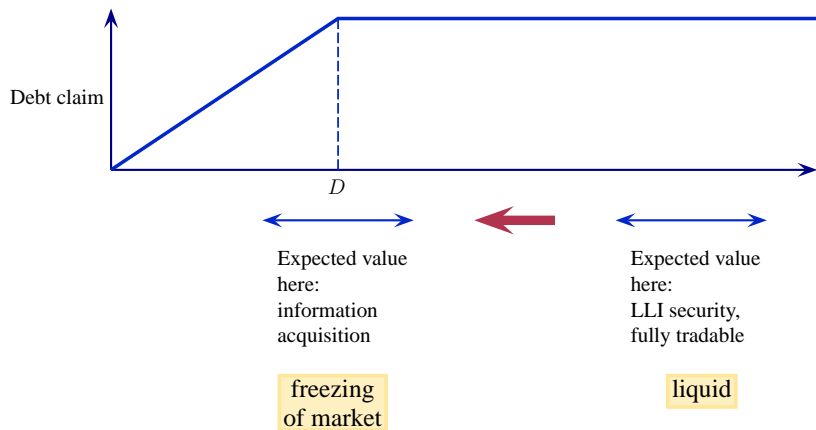 Debt claim
D
Expected value
here:
information
acquisition
freezing
of market
Expected value
here:
LLI security,
fully tradable
liquid